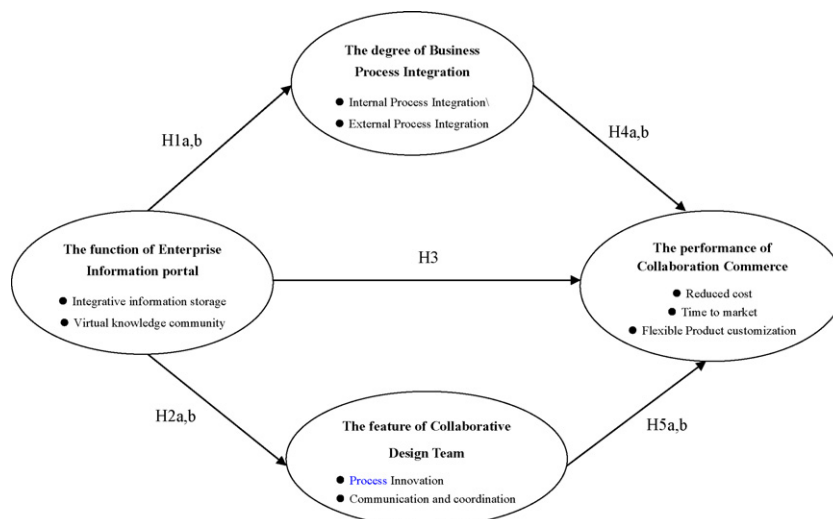 The degree of Business
Process Integration
● Internal Process Integration\
● External Process Integration
H1a,b
H4a,b
The function of Enterprise
Information portal
● Integrative information storage
● Virtual knowledge community
H3
The performance of
Collaboration Commerce
● Reduced cost
● Time to market
● Flexible Product customization
H2a,b
H5a,b
The feature of Collaborative
Design Team
● Process Innovation
● Communication and coordination